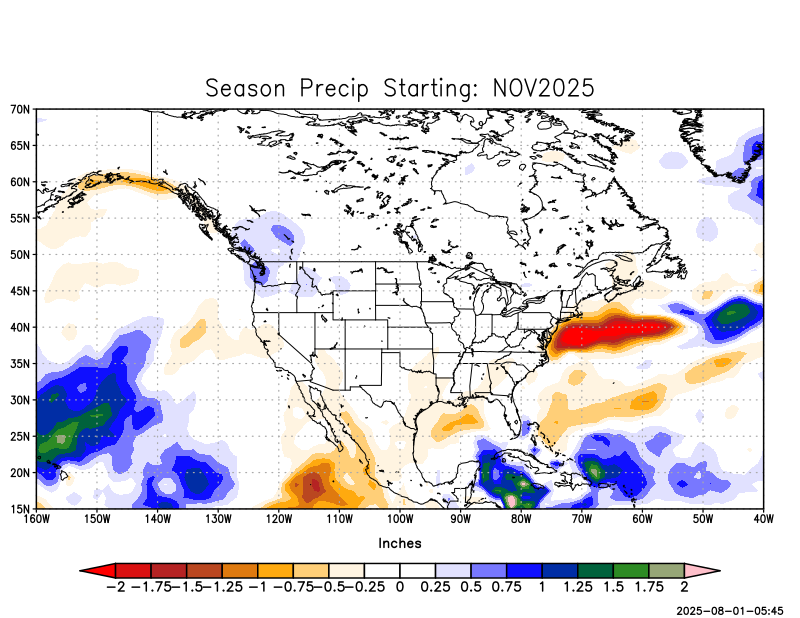 Season Precip Starting: NOV2025
70N
65N
60N
55N
50N
45N
40N
35N
30N
25N
20N
15N
160W 150W 140W 130W 120W 110W 100W 90W 80W 70W 60W 50W 40W
Inches
-2 -1.75 -1.5 -1.25 -1 -0.75 -0.5 -0.25 0 0.25 0.5 0.75 1 1.25 1.5 1.75 2
2025-08-01-05:45